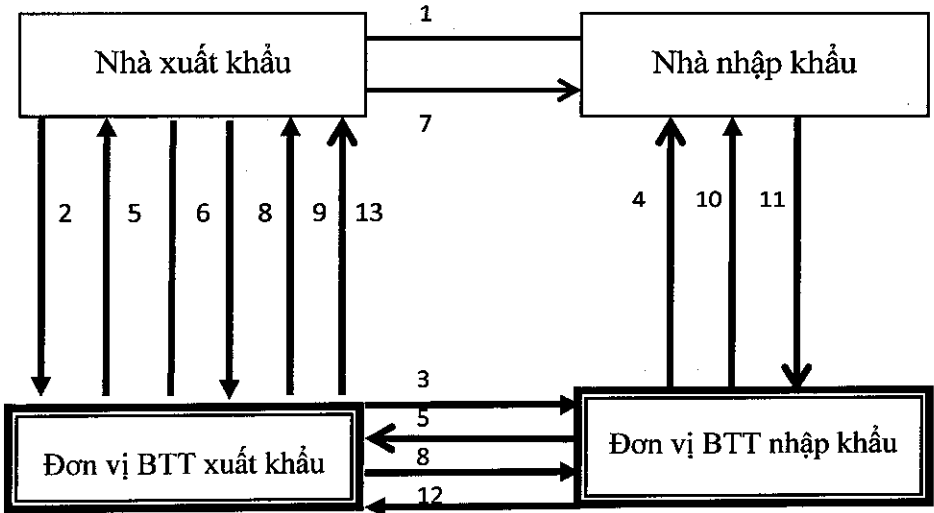 1
Nhà xuất khẩu
Nhà nhập khẩu
7
2 5 6 8 9 13
4 10 11
3
5
Đơn vị BTT xuất khẩu
Đơn vị BTT nhập khẩu
8
12